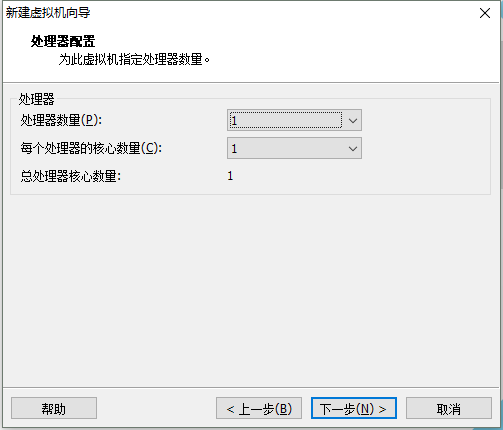 新建虚拟机向导
处理器配置
为此虚拟机指定处理器数量。
处理器
处理器数量(P): 1
每个处理器的核心数量(C): 1
总处理器核心数量: 1
帮助 < 上一步(B) 下一步(N) > 取消